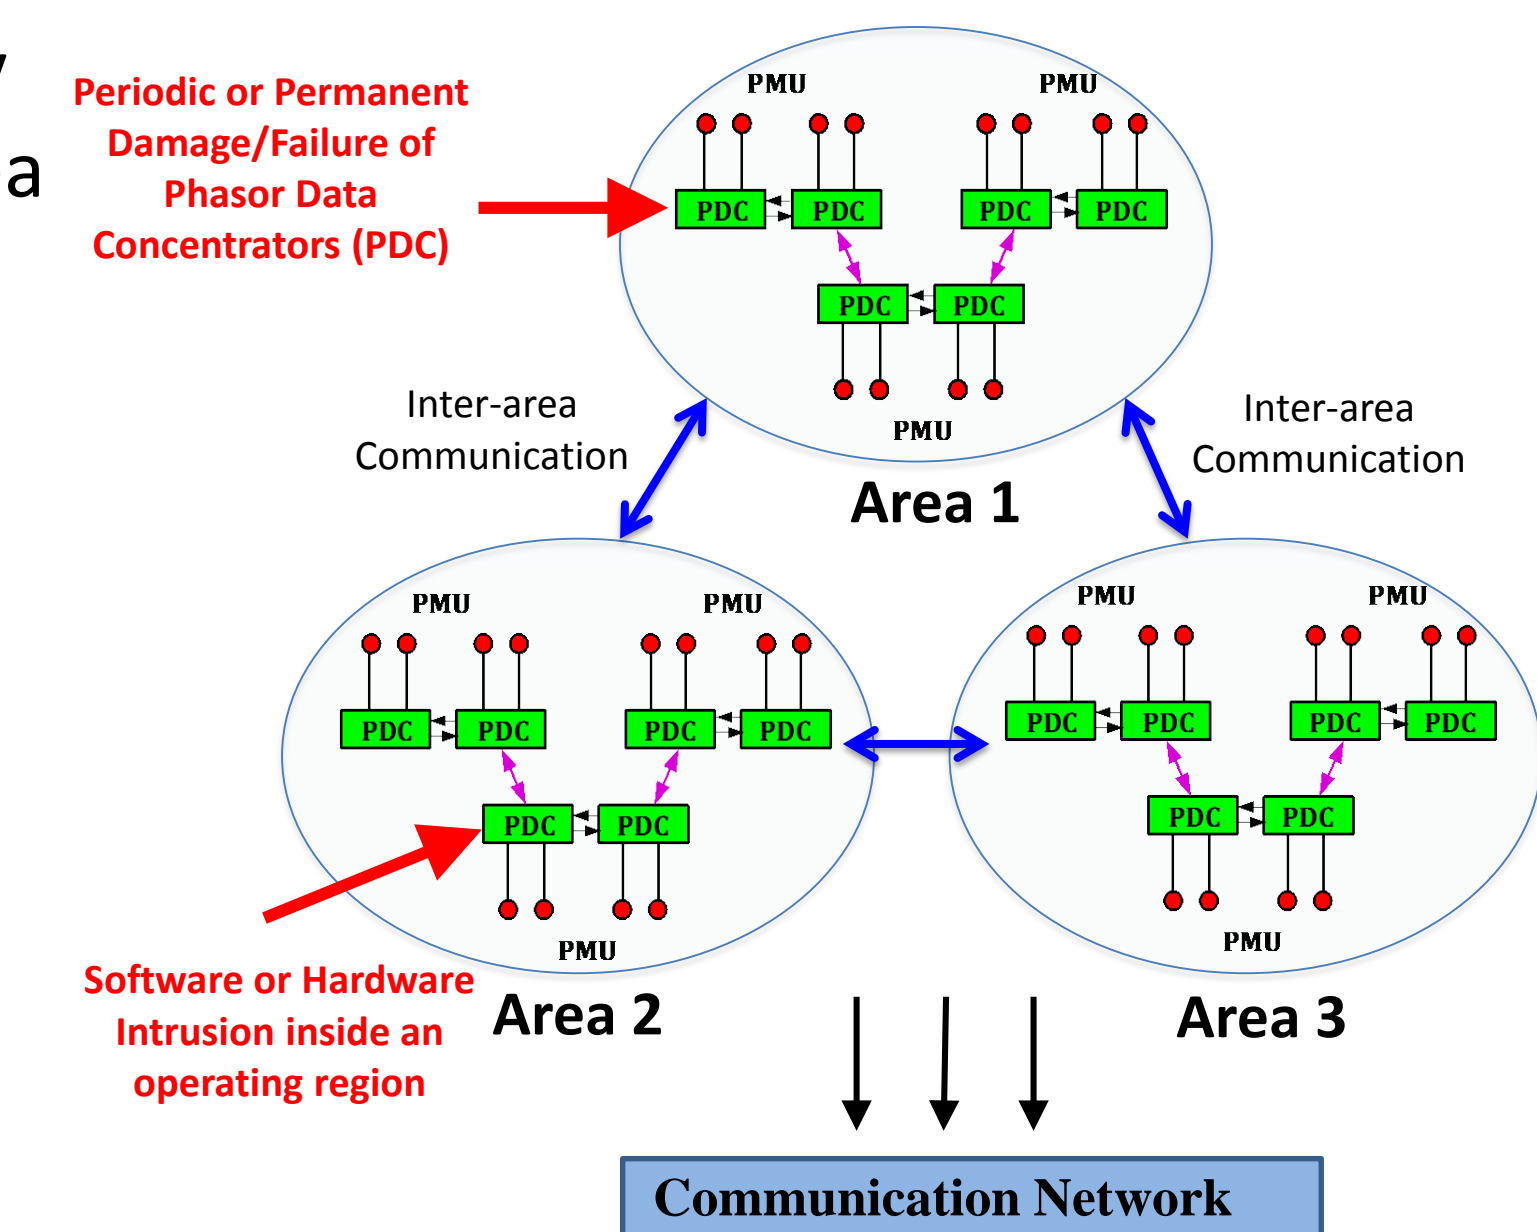 y
a
Periodic or Permanent
Damage/Failure of
Phasor Data
Concentrators (PDC)
PMU PMU
PDC PDC PDC PDC
PDC PDC
PMU
Inter-area
Communication
Inter-area
Communication
Area 1
PMU PMU
PDC PDC PDC PDC
PDC PDC
PMU
PMU PMU
PDC PDC PDC PDC
PDC PDC
PMU
Software or Hardware
Intrusion inside an
operating region
Area 2
Area 3
Communication Network